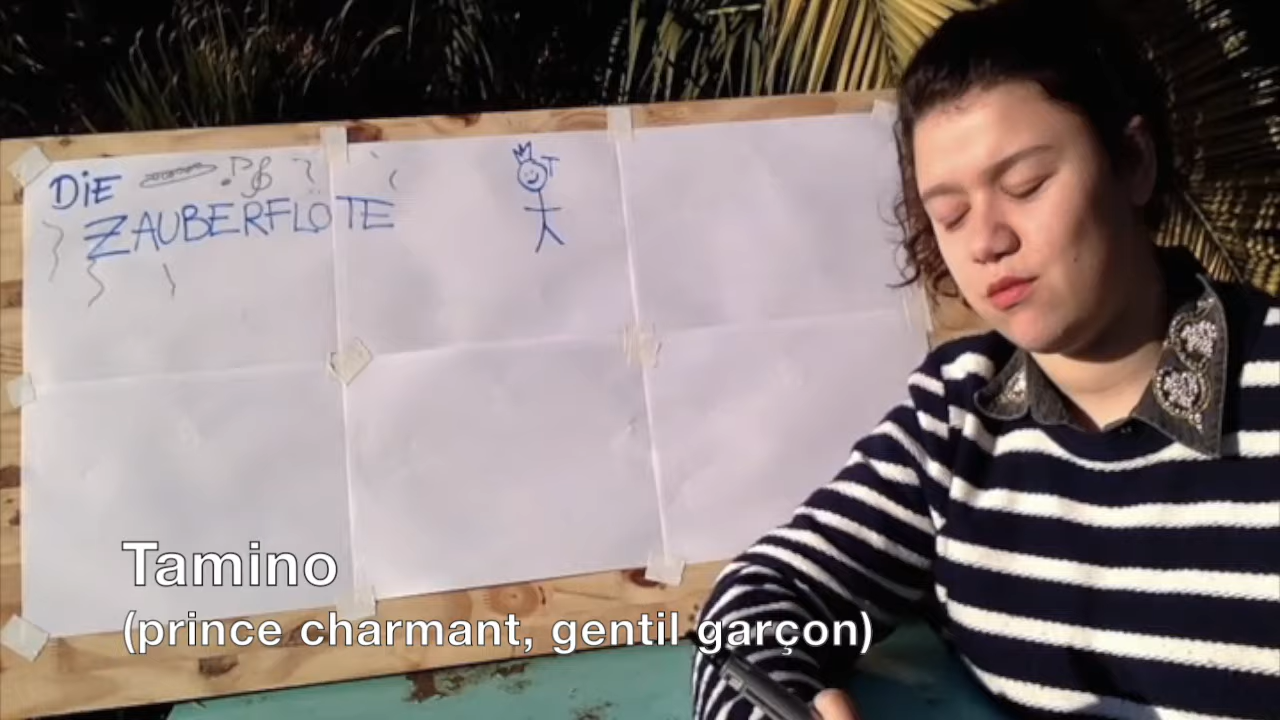 DiE
ZAUBERFLÖTE
T
Tamino
(prince charmant, gentil garçon)